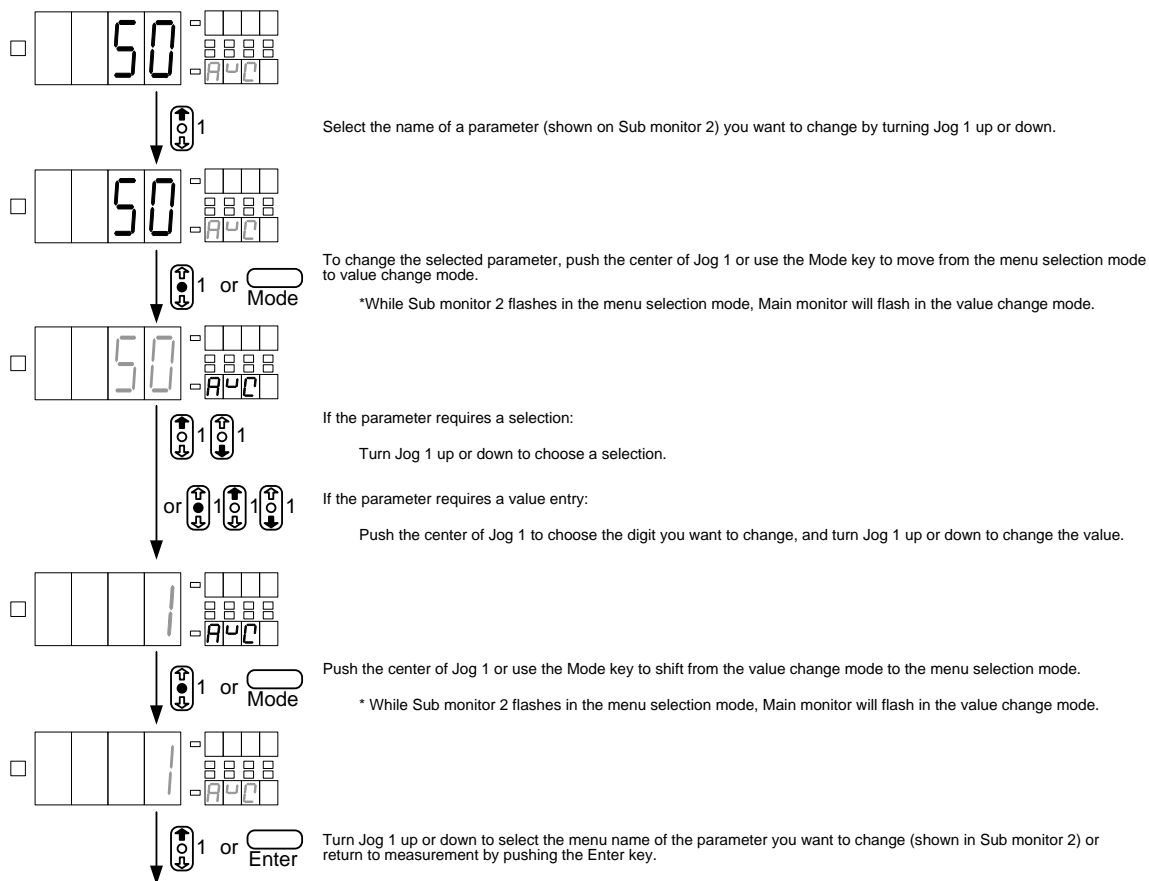 50
AυC
1
Select the name of a parameter (shown on Sub monitor 2) you want to change by turning Jog 1 up or down.
50
AυC
1 or Mode
To change the selected parameter, push the center of Jog 1 or use the Mode key to move from the menu selection mode
to value change mode.
*While Sub monitor 2 flashes in the menu selection mode, Main monitor will flash in the value change mode.
50
AυC
1 1
If the parameter requires a selection:
Turn Jog 1 up or down to choose a selection.
or 1 1 1
If the parameter requires a value entry:
Push the center of Jog 1 to choose the digit you want to change, and turn Jog 1 up or down to change the value.
1
AυC
1 or Mode
Push the center of Jog 1 or use the Mode key to shift from the value change mode to the menu selection mode.
* While Sub monitor 2 flashes in the menu selection mode, Main monitor will flash in the value change mode.
1
AυC
1 or Enter
Turn Jog 1 up or down to select the menu name of the parameter you want to change (shown in Sub monitor 2) or
return to measurement by pushing the Enter key.